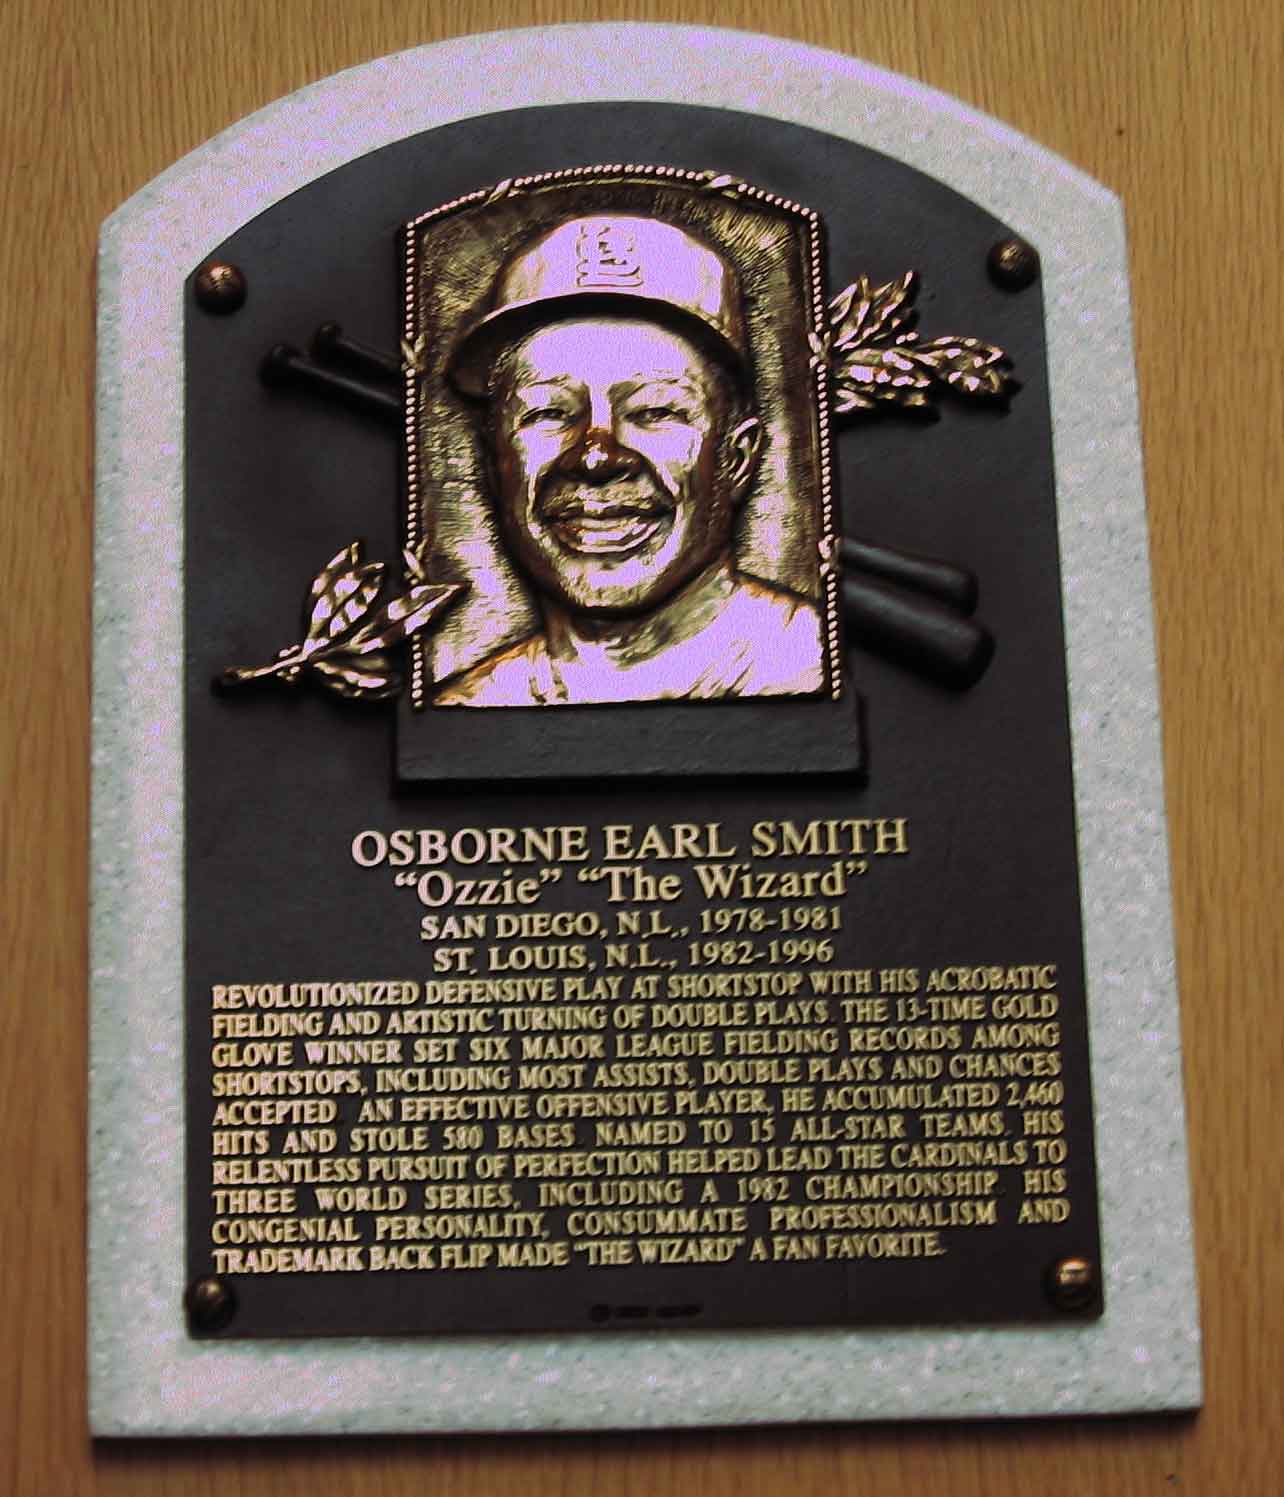 STL
OSBORNE EARL SMITH
“Ozzie” “The Wizard”
SAN DIEGO, N.L., 1978-1981
ST. LOUIS, N.L., 1982-1996
REVOLUTIONIZED DEFENSIVE PLAY AT SHORTSTOP WITH HIS ACROBATIC
FIELDING AND ARTISTIC TURNING OF DOUBLE PLAYS. THE 13-TIME GOLD
GLOVE WINNER SET SIX MAJOR LEAGUE FIELDING RECORDS AMONG
SHORTSTOPS, INCLUDING MOST ASSISTS, DOUBLE PLAYS AND CHANCES
ACCEPTED. AN EFFECTIVE OFFENSIVE PLAYER, HE ACCUMULATED 2,460
HITS AND STOLE 580 BASES. NAMED TO 15 ALL-STAR TEAMS. HIS
RELENTLESS PURSUIT OF PERFECTION HELPED LEAD THE CARDINALS TO
THREE WORLD SERIES, INCLUDING A 1982 CHAMPIONSHIP. HIS
CONGENIAL PERSONALITY, CONSUMMATE PROFESSIONALISM AND
TRADEMARK BACK FLIP MADE “THE WIZARD” A FAN FAVORITE.